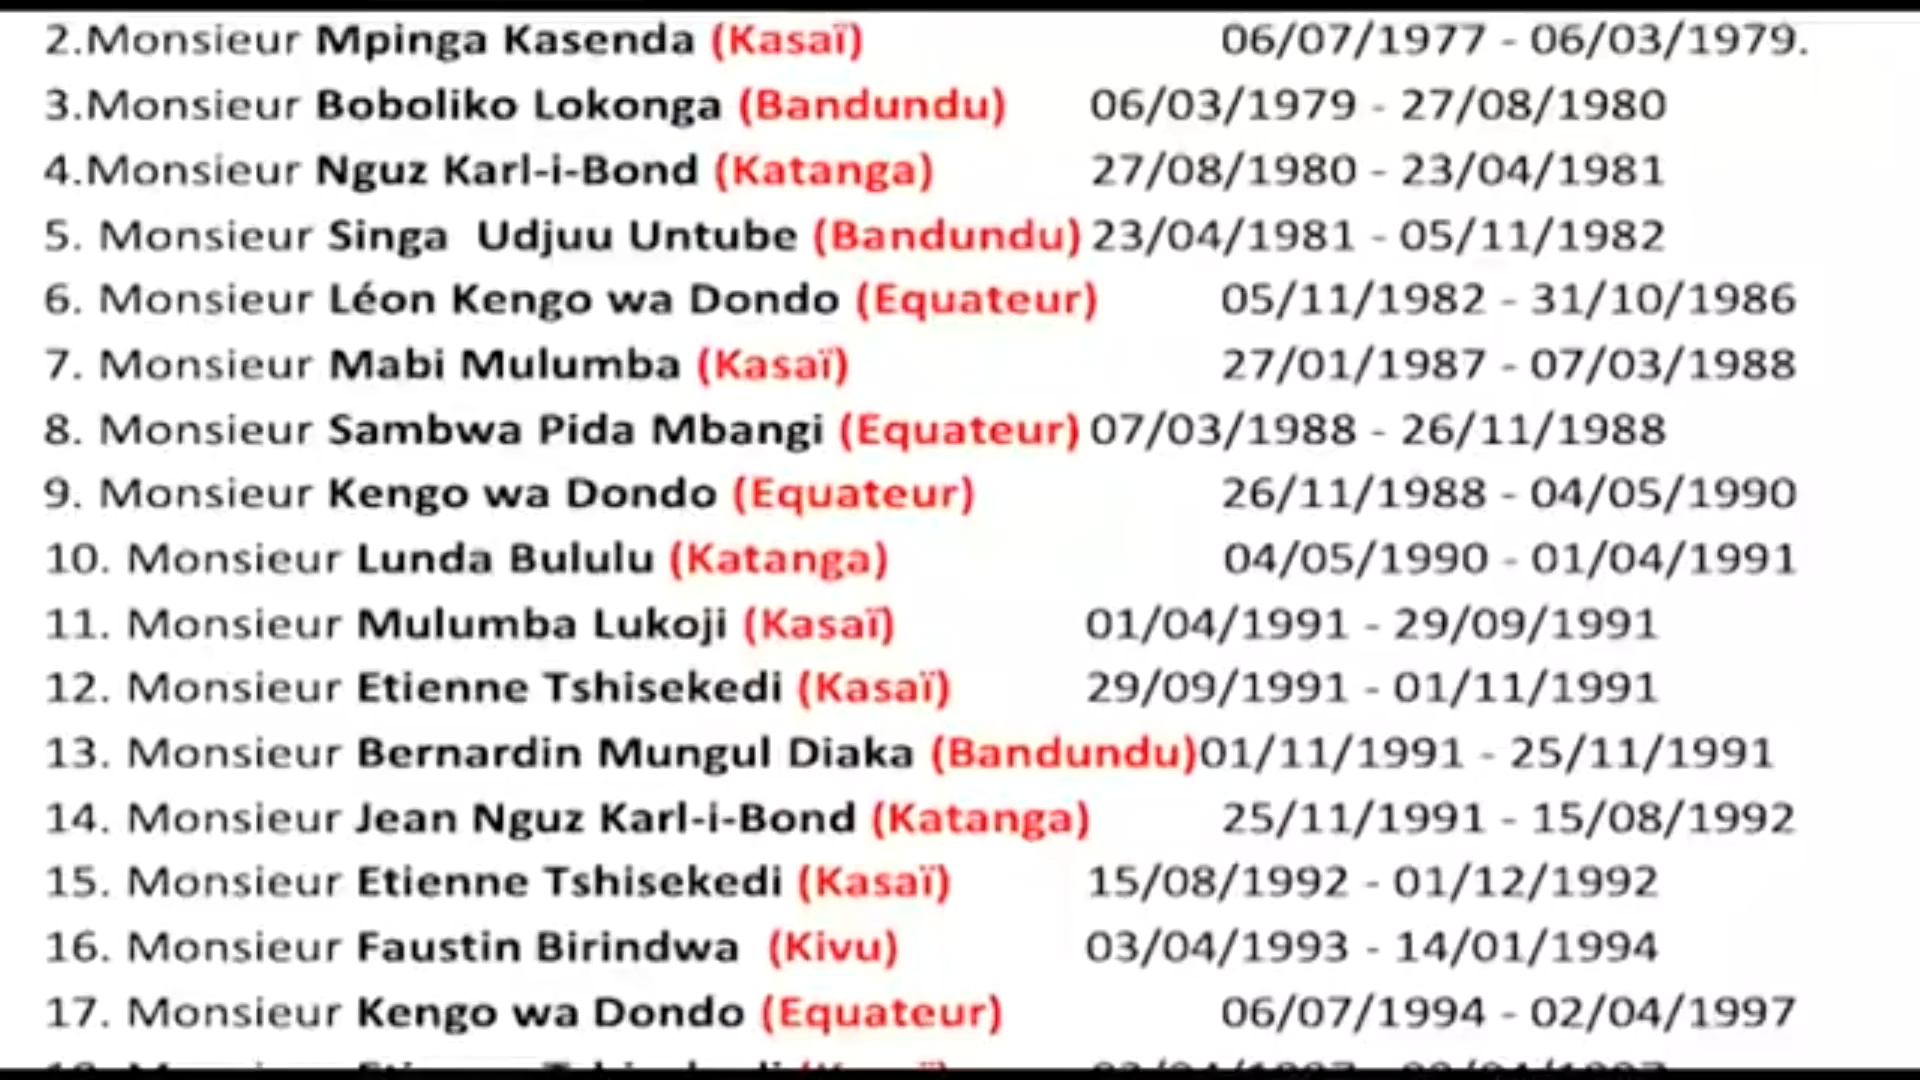 2.Monsieur Mpinga Kasenda (Kasaï) 06/07/1977 - 06/03/1979.
3.Monsieur Boboliko Lokonga (Bandundu) 06/03/1979 - 27/08/1980
4.Monsieur Nguz Karl-i-Bond (Katanga) 27/08/1980 - 23/04/1981
5. Monsieur Singa  Udjuu Untube (Bandundu) 23/04/1981 - 05/11/1982
6. Monsieur Léon Kengo wa Dondo (Equateur) 05/11/1982 - 31/10/1986
7. Monsieur Mabi Mulumba (Kasaï) 27/01/1987 - 07/03/1988
8. Monsieur Sambwa Pida Mbangi (Equateur) 07/03/1988 - 26/11/1988
9. Monsieur Kengo wa Dondo (Equateur) 26/11/1988 - 04/05/1990
10. Monsieur Lunda Bululu (Katanga) 04/05/1990 - 01/04/1991
11. Monsieur Mulumba Lukoji (Kasaï) 01/04/1991 - 29/09/1991
12. Monsieur Etienne Tshisekedi (Kasaï) 29/09/1991 - 01/11/1991
13. Monsieur Bernardin Mungul Diaka (Bandundu)01/11/1991 - 25/11/1991
14. Monsieur Jean Nguz Karl-i-Bond (Katanga) 25/11/1991 - 15/08/1992
15. Monsieur Etienne Tshisekedi (Kasaï) 15/08/1992 - 01/12/1992
16. Monsieur Faustin Birindwa  (Kivu) 03/04/1993 - 14/01/1994
17. Monsieur Kengo wa Dondo (Equateur) 06/07/1994 - 02/04/1997